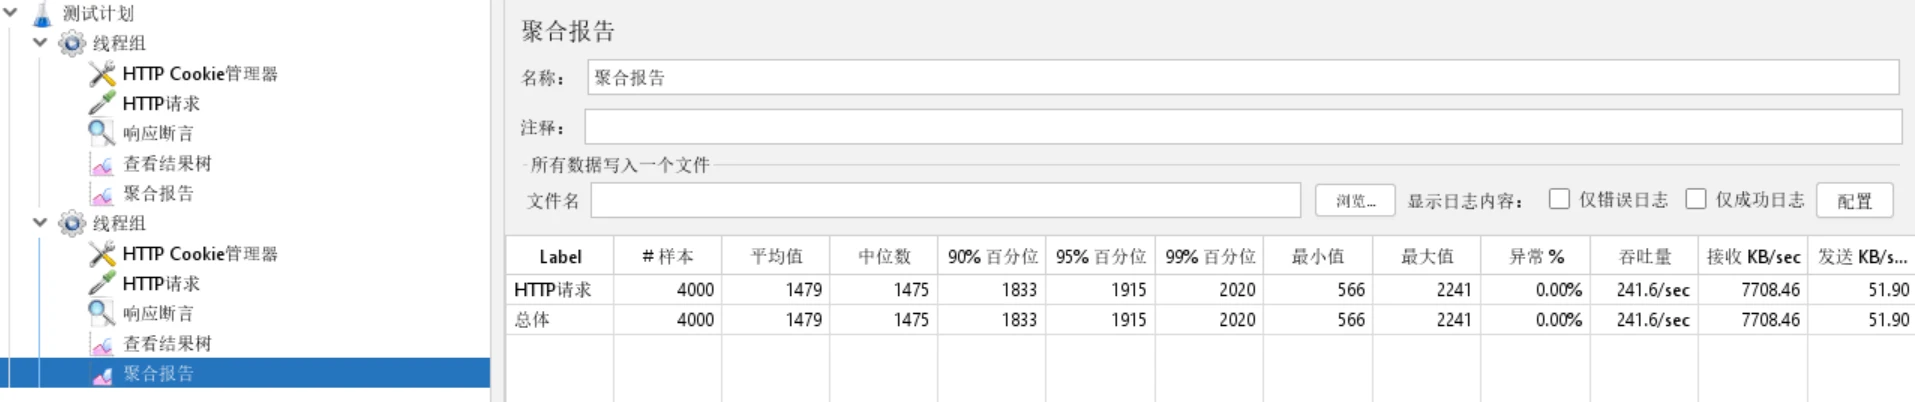 测试计划
线程组
HTTP Cookie管理器
HTTP请求
响应断言
查看结果树
聚合报告
线程组
HTTP Cookie管理器
HTTP请求
响应断言
查看结果树
聚合报告
聚合报告
名称： 聚合报告
注释：
所有数据写入一个文件
文件名 浏览... 显示日志内容： 仅错误日志 仅成功日志 配置
Label # 样本 平均值 中位数 90% 百分位 95% 百分位 99% 百分位 最小值 最大值 异常 % 吞吐量 接收 KB/sec 发送 KB/s...
HTTP请求 4000 1479 1475 1833 1915 2020 566 2241 0.00% 241.6/sec 7708.46 51.90
总体 4000 1479 1475 1833 1915 2020 566 2241 0.00% 241.6/sec 7708.46 51.90